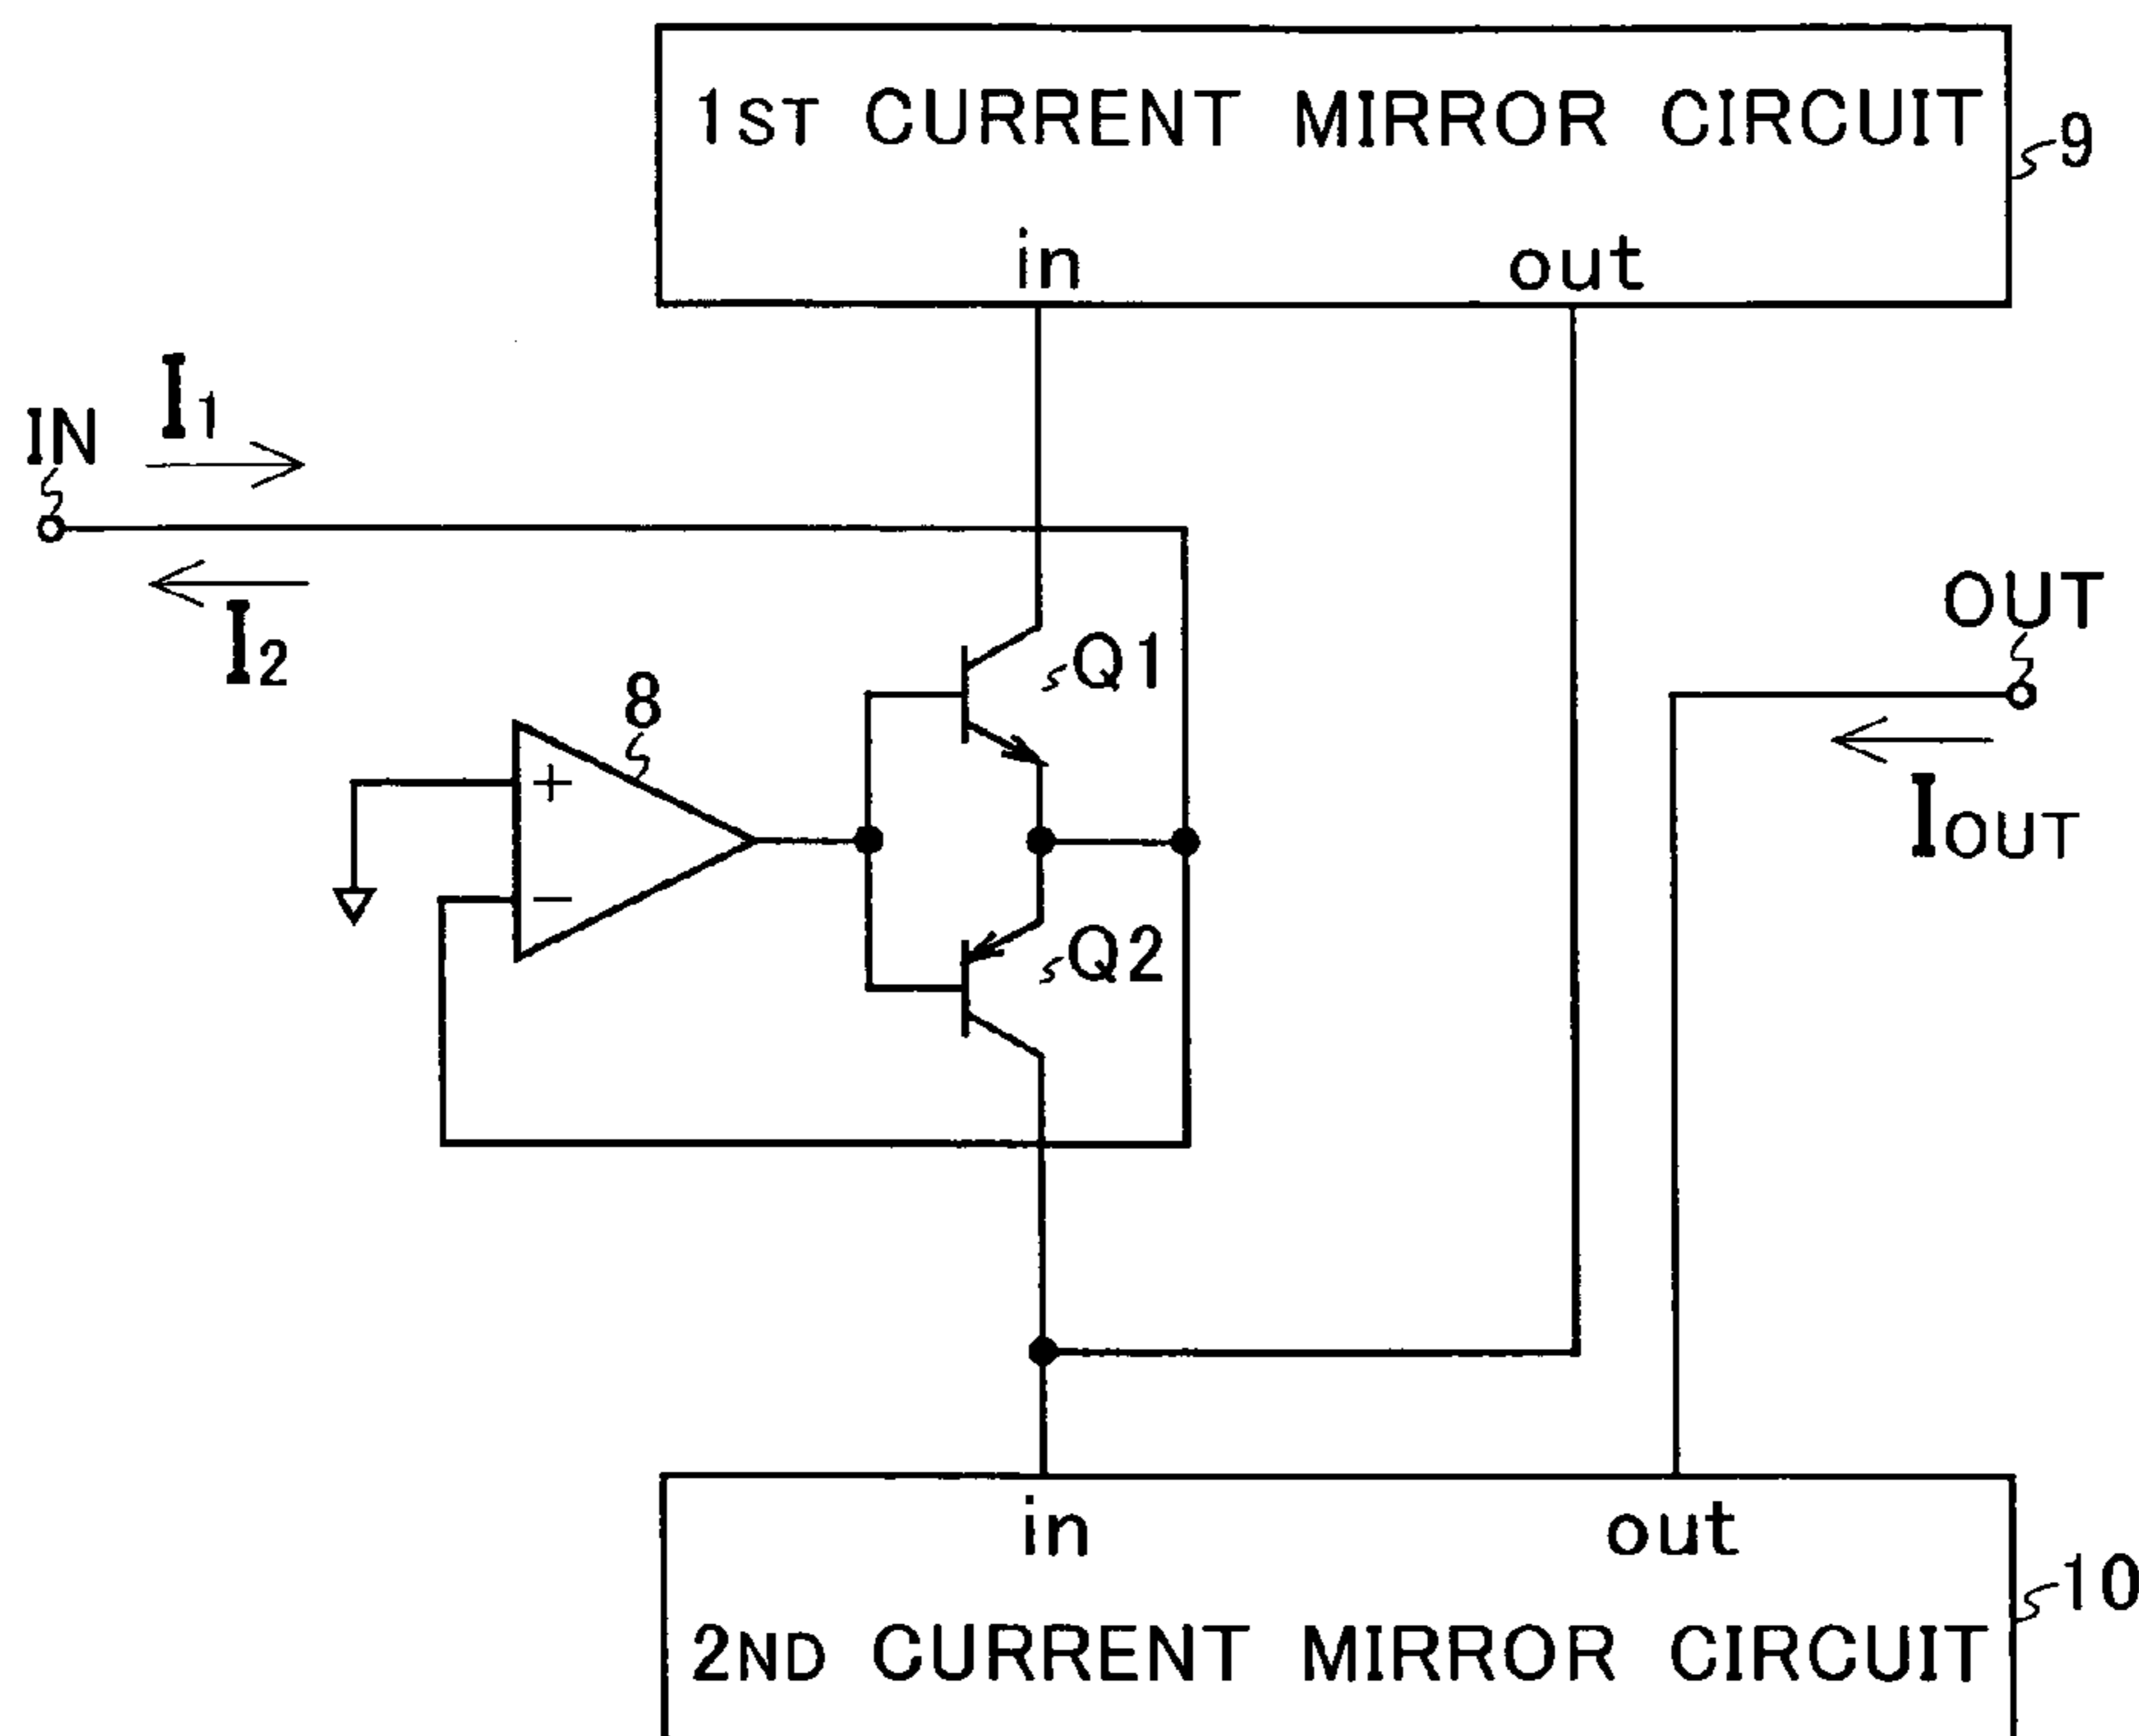 1ST CURRENT MIRROR CIRCUIT
9
in
out
I1
IN
I2
OUT
IOUT
Q1
8
+
−
Q2
in
out
10
2ND CURRENT MIRROR CIRCUIT